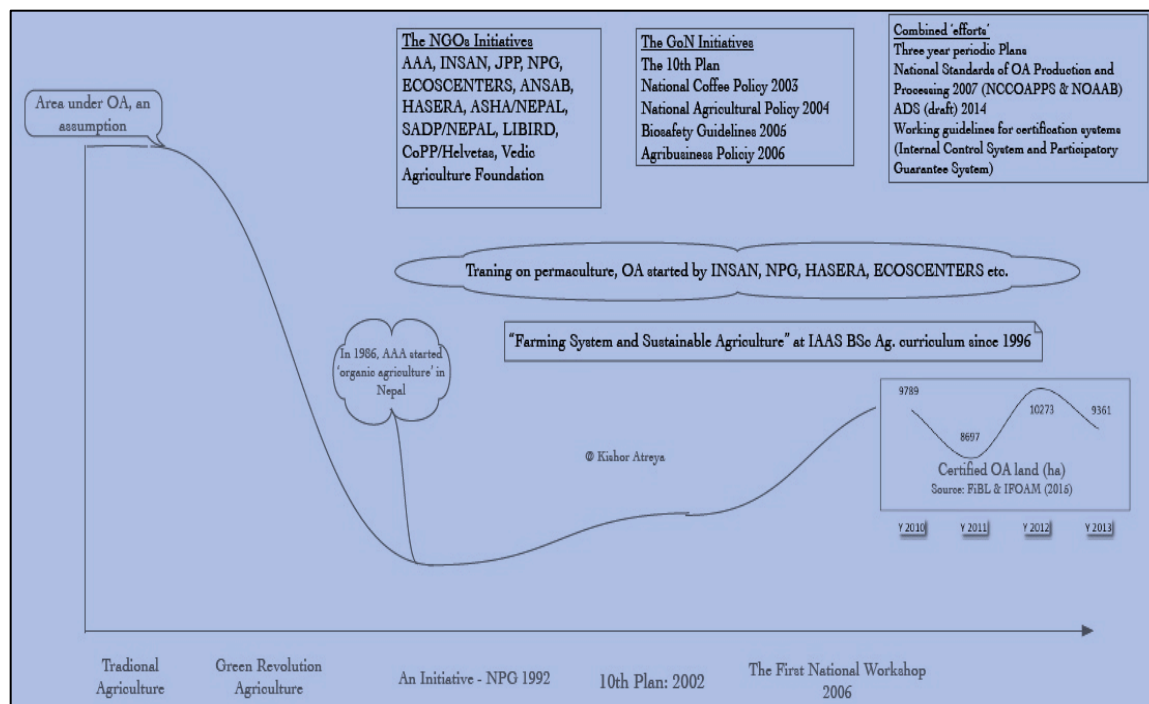 Area under OA, an
assumption
The NGOs Initiatives
AAA, INSAN, JPP, NPG,
ECOSCENTERS, ANSAB,
HASERA, ASHA/NEPAL,
SADP/NEPAL, LIBIRD,
CoPP/Helvetas, Vedic
Agriculture Foundation
The GoN Initiatives
The 10th Plan
National Coffee Policy 2003
National Agricultural Policy 2004
Biosafety Guidelines 2005
Agribusiness Policiy 2006
Combined 'efforts'
Three year periodic Plans
National Standards of OA Production and
Processing 2007 (NCCOAPPS & NOAAB)
ADS (draft) 2014
Working guidelines for certification systems
(Internal Control System and Participatory
Guarantee System)
Traning on permaculture, OA started by INSAN, NPG, HASERA, ECOSCENTERS etc.
"Farming System and Sustainable Agriculture" at IAAS BSc Ag. curriculum since 1996
In 1986, AAA started
'organic agriculture' in
Nepal
@ Kishor Atreya
9789
8697
10273
9361
Certified OA land (ha)
Source: FiBL & IFOAM (2015)
Y 2010
Y 2011
Y 2012
Y 2013
Tradional
Agriculture
Green Revolution
Agriculture
An Initiative - NPG 1992
10th Plan: 2002
The First National Workshop
2006